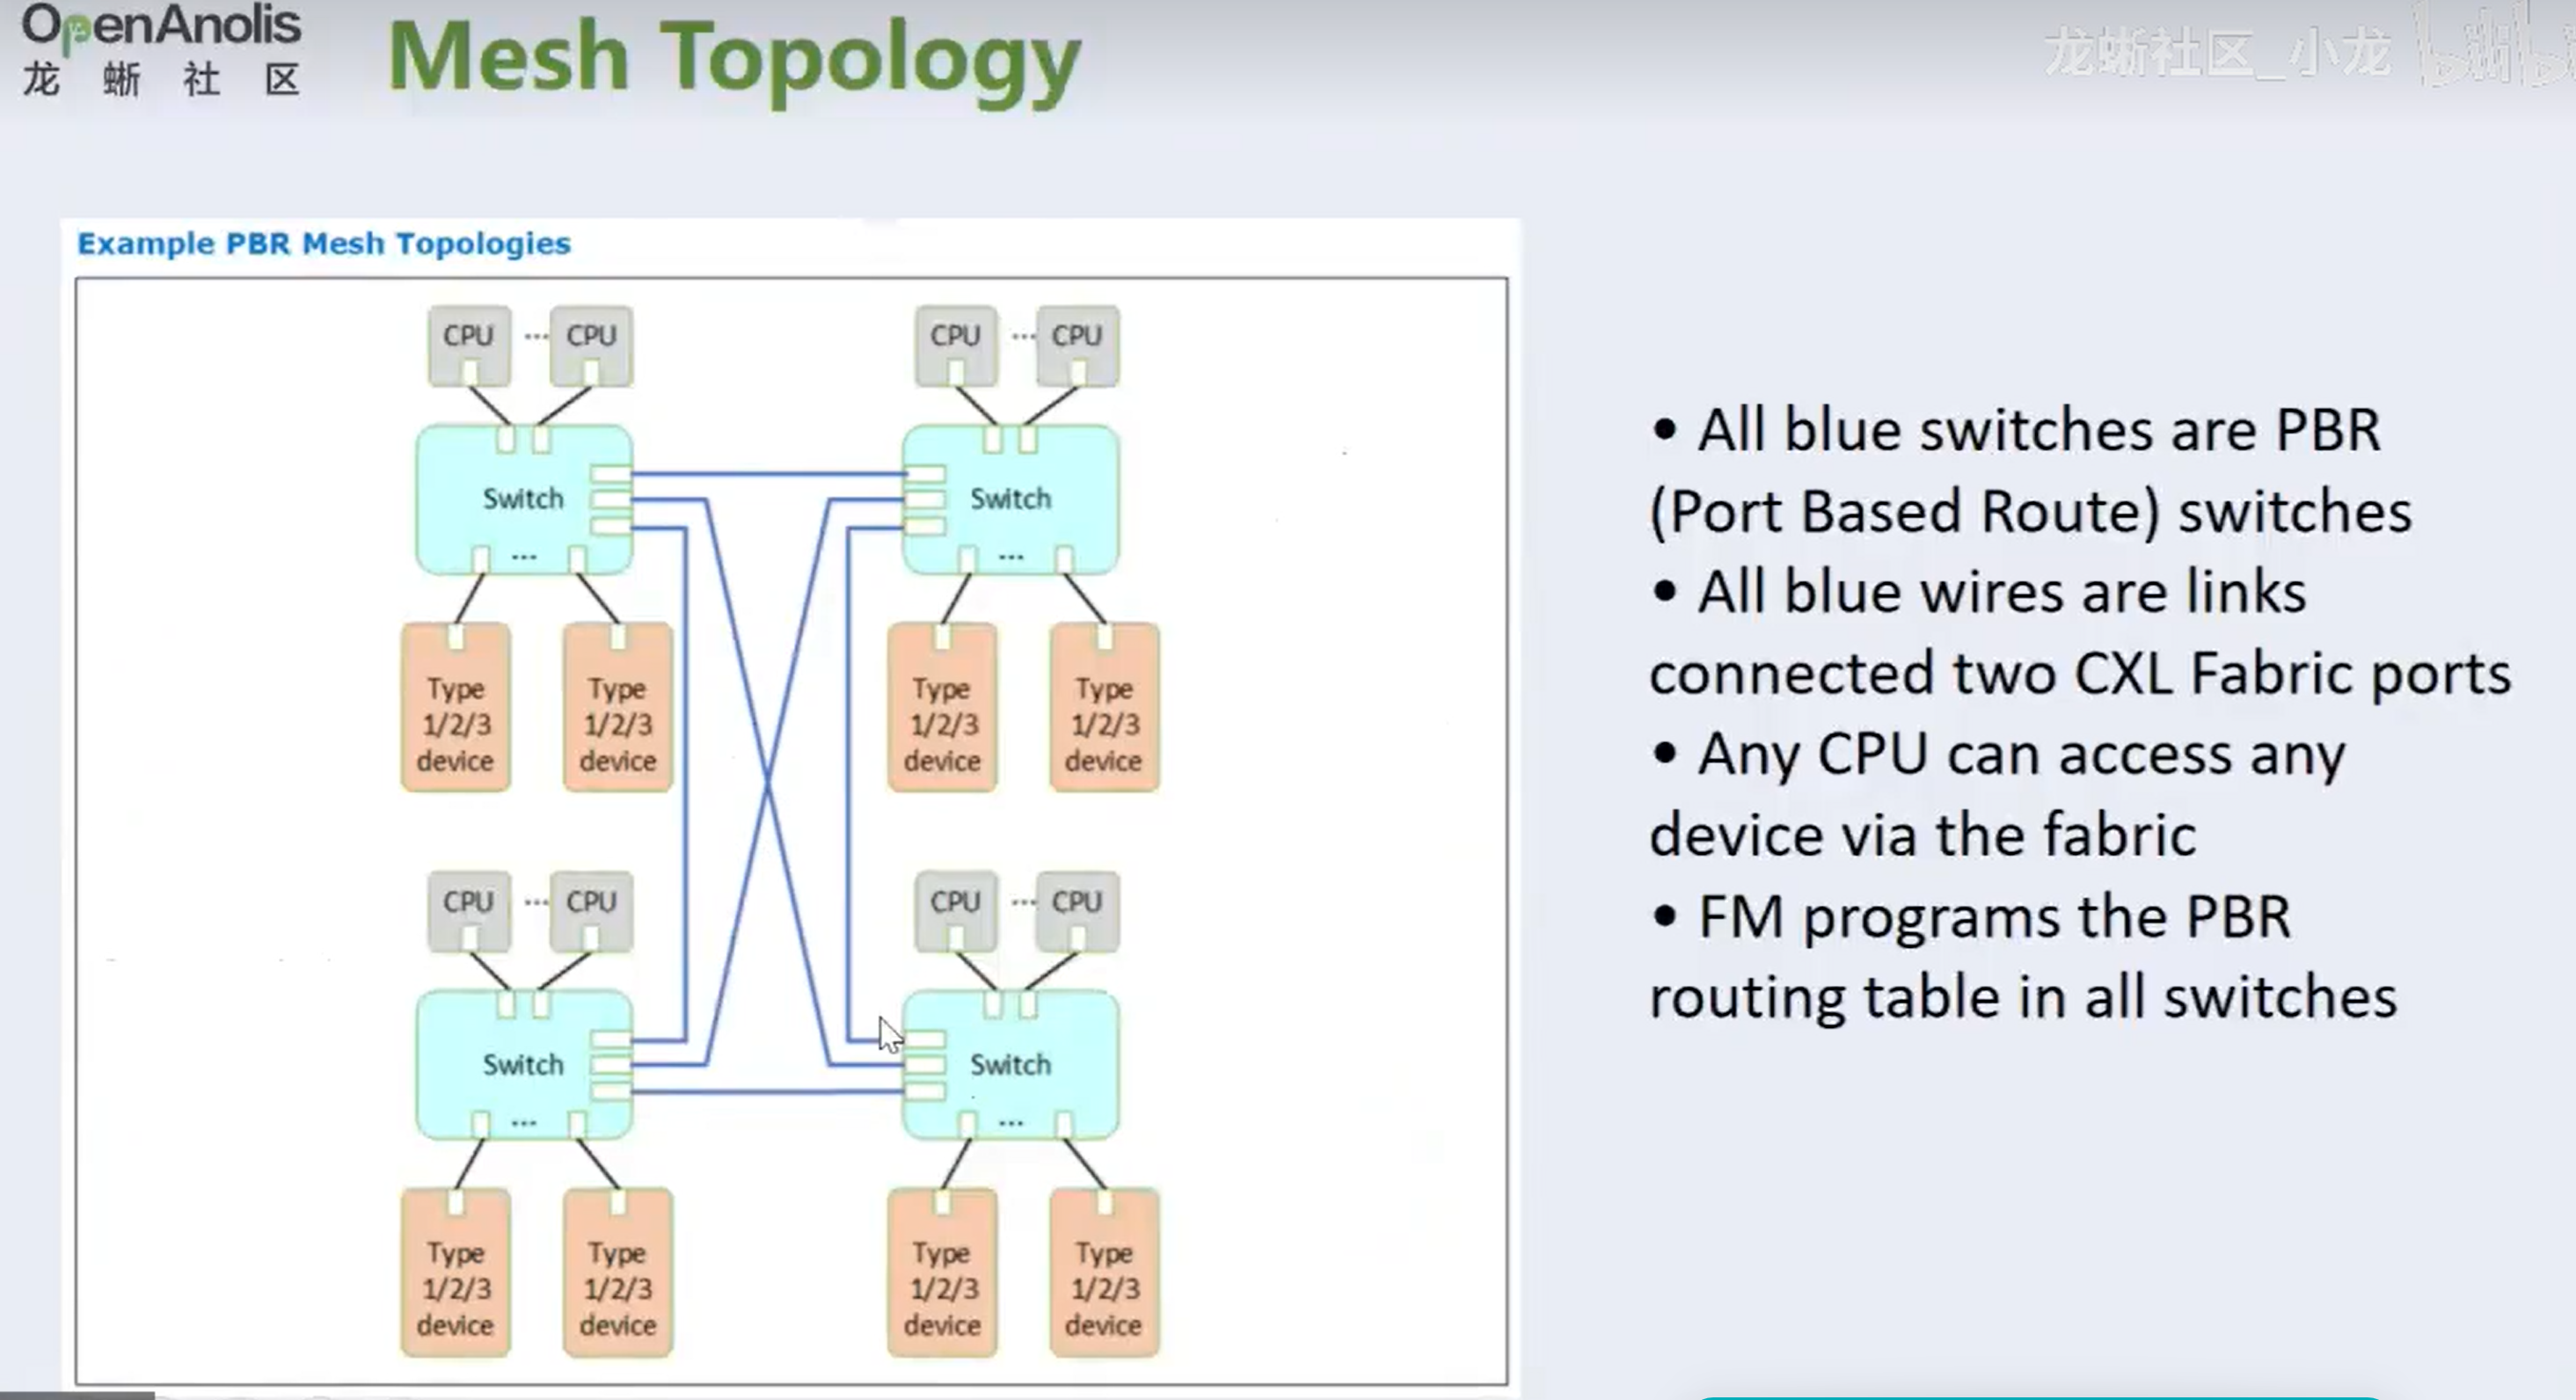 OpenAnolis
龙蜥社区
Mesh Topology
龙蜥社区_小龙
Example PBR Mesh Topologies
CPU ... CPU
CPU ... CPU
Switch
Switch
...
...
Type
1/2/3
device
Type
1/2/3
device
Type
1/2/3
device
Type
1/2/3
device
CPU ... CPU
CPU ... CPU
Switch
Switch
...
...
Type
1/2/3
device
Type
1/2/3
device
Type
1/2/3
device
Type
1/2/3
device
• All blue switches are PBR
(Port Based Route) switches
• All blue wires are links
connected two CXL Fabric ports
• Any CPU can access any
device via the fabric
• FM programs the PBR
routing table in all switches